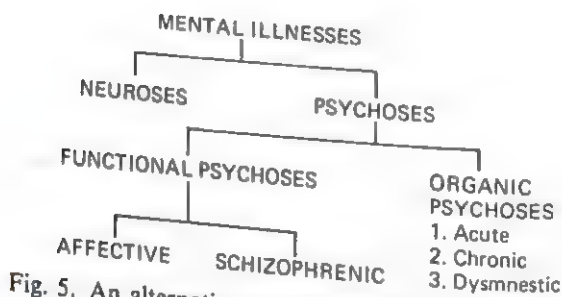 MENTAL ILLNESSES
NEUROSES
PSYCHOSES
FUNCTIONAL PSYCHOSES
ORGANIC
PSYCHOSES
1. Acute
2. Chronic
3. Dysmnestic
AFFECTIVE
SCHIZOPHRENIC
Fig. 5. An